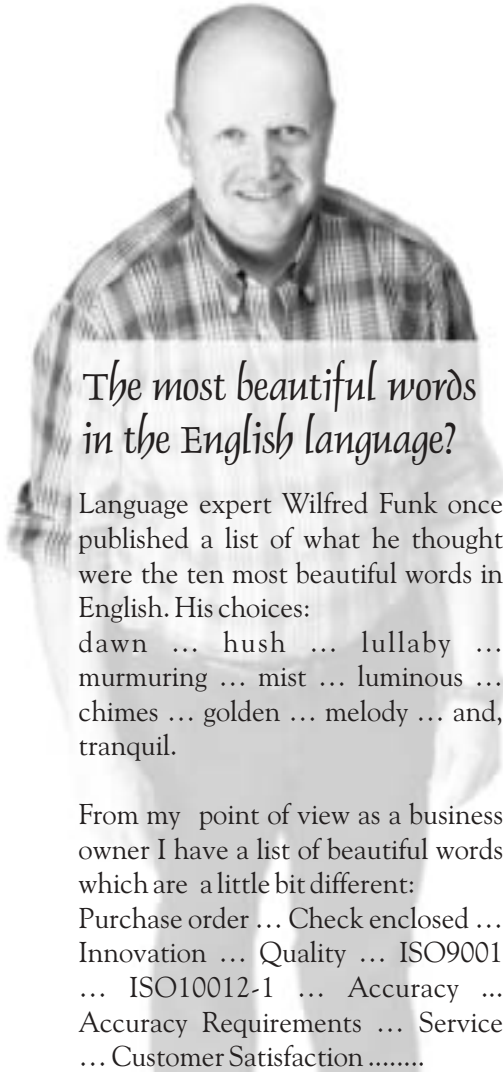 The most beautiful words
in the English language?
Language expert Wilfred Funk once
published a list of what he thought
were the ten most beautiful words in
English. His choices:
dawn … hush … lullaby …
murmuring … mist … luminous …
chimes … golden … melody … and,
tranquil.
From my point of view as a business
owner I have a list of beautiful words
which are a little bit different:
Purchase order … Check enclosed …
Innovation … Quality … ISO9001
… ISO10012-1 … Accuracy ...
Accuracy Requirements … Service
… Customer Satisfaction ........